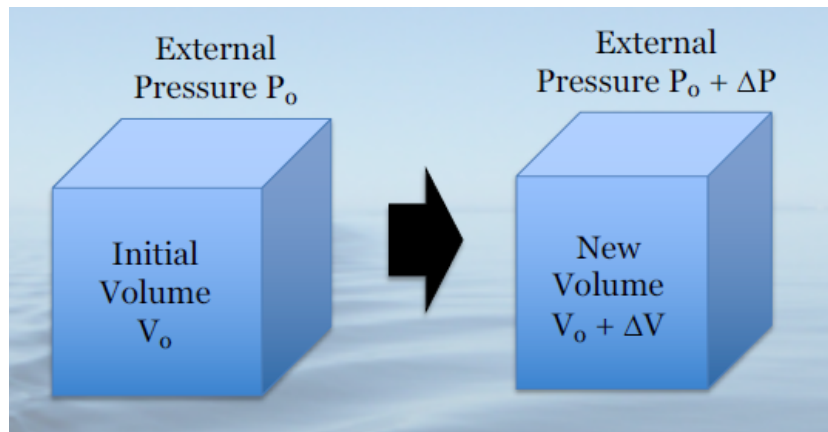 External
Pressure Pₒ
External
Pressure Pₒ + ΔP
Initial
Volume
Vₒ
New
Volume
Vₒ + ΔV